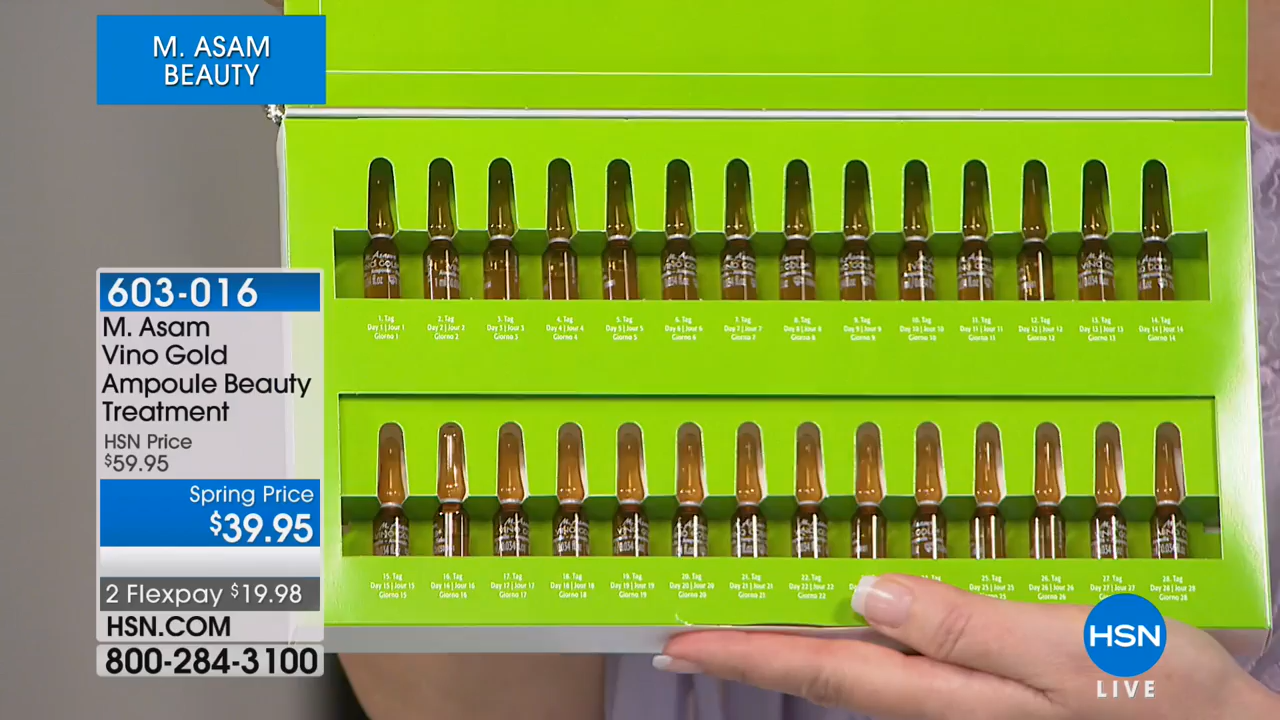 M. ASAM
BEAUTY
603-016
M. Asam
Vino Gold
Ampoule Beauty
Treatment
HSN Price
$59.95
Spring Price
$39.95
2 Flexpay $19.98
HSN.COM
800-284-3100
1. Tag
Day 1 | Jour 1
Giorno 1
2. Tag
Day 2 | Jour 2
Giorno 2
3. Tag
Day 3 | Jour 3
Giorno 3
4. Tag
Day 4 | Jour 4
Giorno 4
5. Tag
Day 5 | Jour 5
Giorno 5
6. Tag
Day 6 | Jour 6
Giorno 6
7. Tag
Day 7 | Jour 7
Giorno 7
8. Tag
Day 8 | Jour 8
Giorno 8
9. Tag
Day 9 | Jour 9
Giorno 9
10. Tag
Day 10 | Jour 10
Giorno 10
11. Tag
Day 11 | Jour 11
Giorno 11
12. Tag
Day 12 | Jour 12
Giorno 12
13. Tag
Day 13 | Jour 13
Giorno 13
14. Tag
Day 14 | Jour 14
Giorno 14
15. Tag
Day 15 | Jour 15
Giorno 15
16. Tag
Day 16 | Jour 16
Giorno 16
17. Tag
Day 17 | Jour 17
Giorno 17
18. Tag
Day 18 | Jour 18
Giorno 18
19. Tag
Day 19 | Jour 19
Giorno 19
20. Tag
Day 20 | Jour 20
Giorno 20
21. Tag
Day 21 | Jour 21
Giorno 21
22. Tag
Day 22 | Jour 22
Giorno 22
25. Tag
Day 25 | Jour 25
26. Tag
Day 26 | Jour 26
Giorno 26
27. Tag
Day 27 | Jour 27
28. Tag
Day 28 | Jour 28
Giorno 28
HSN
LIVE